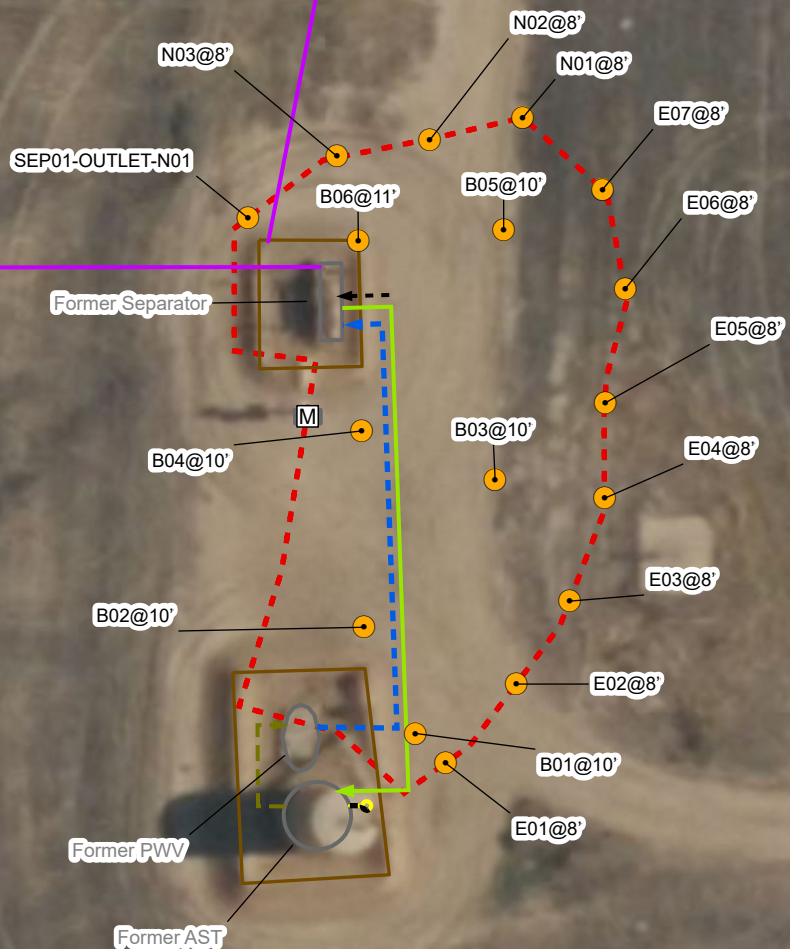 N02@8’
N03@8’
N01@8’
E07@8’
SEP01-OUTLET-N01
B06@11’
B05@10’
E06@8’
Former Separator
E05@8’
M
B03@10’
B04@10’
E04@8’
E03@8’
B02@10’
E02@8’
B01@10’
E01@8’
Former PWV
Former AST